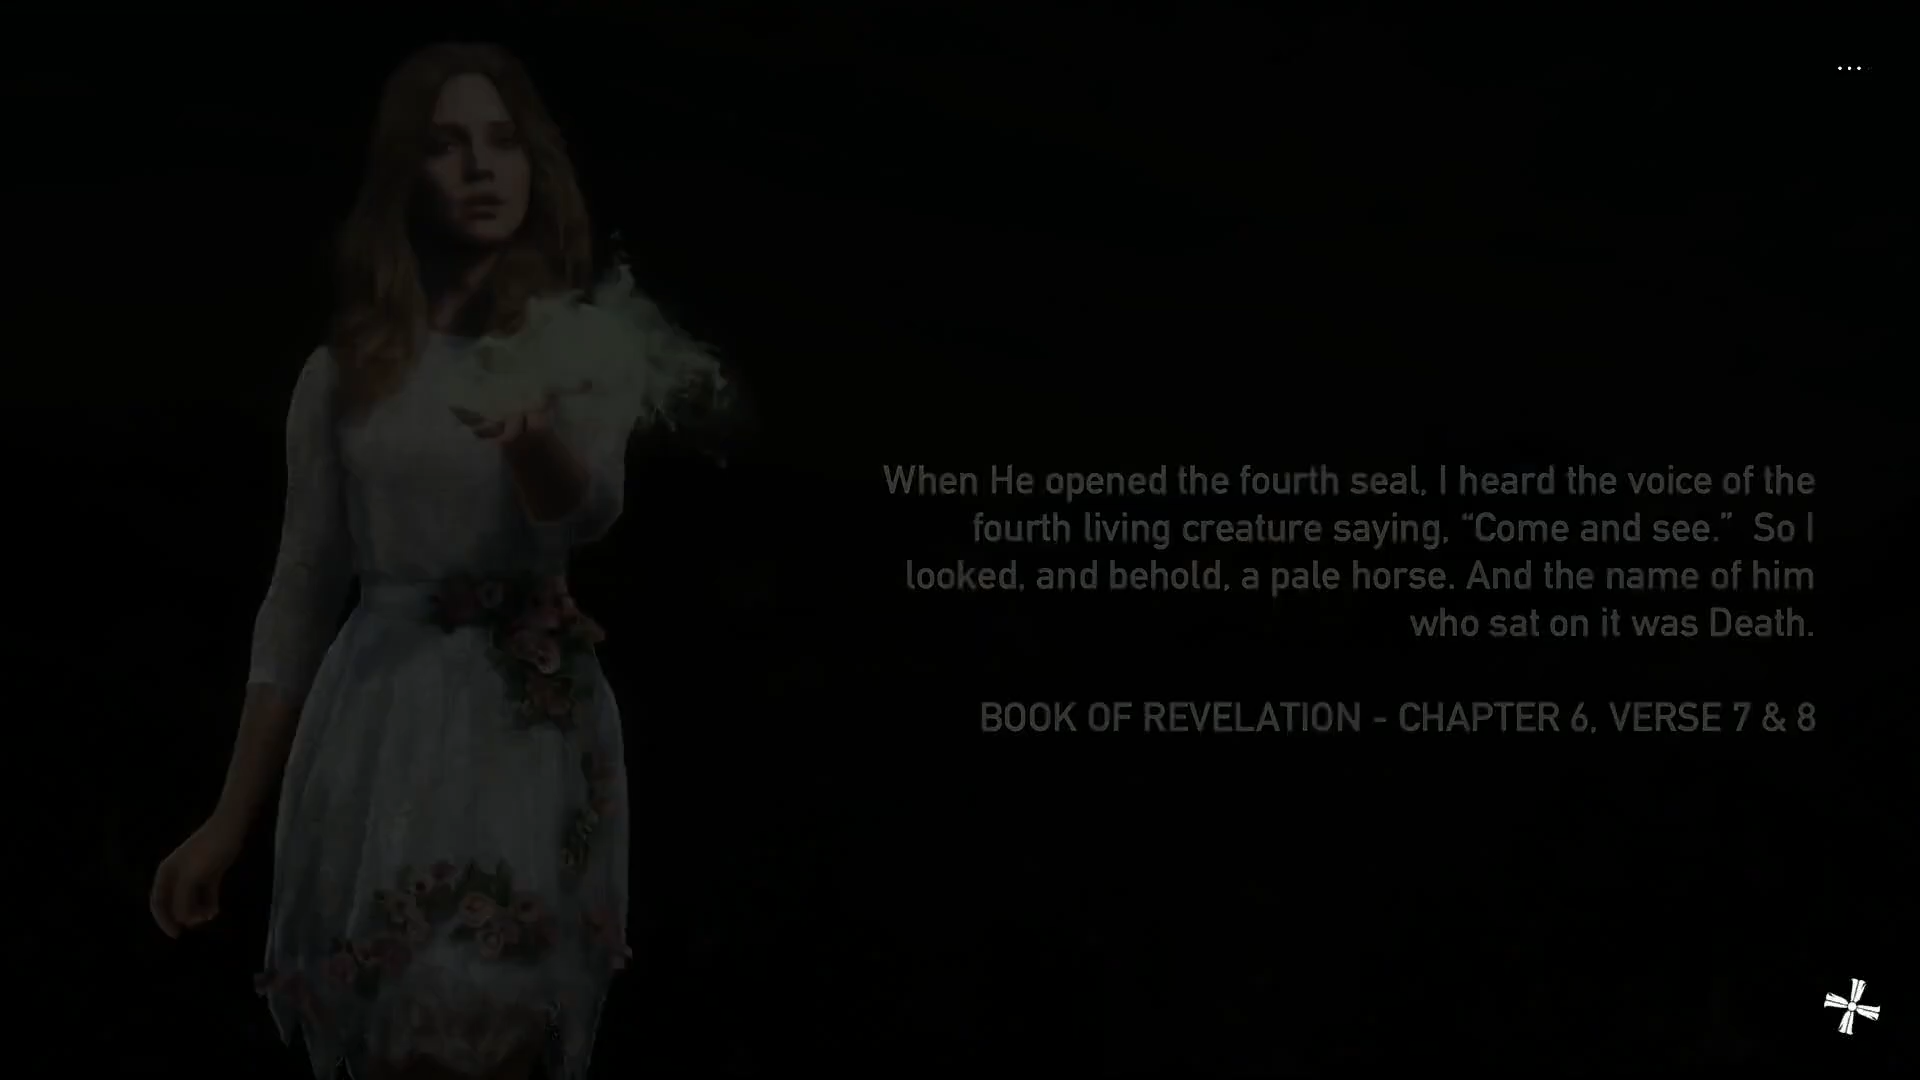 When He opened the fourth seal, I heard the voice of the
fourth living creature saying, “Come and see.”  So I
looked, and behold, a pale horse. And the name of him
who sat on it was Death.
BOOK OF REVELATION - CHAPTER 6, VERSE 7 & 8